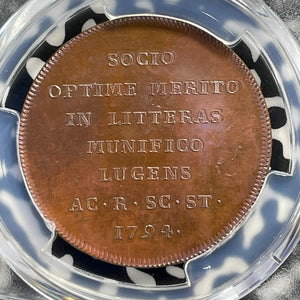 SOCIO
OPTIME MERITO
IN LITTERAS
MUNIFICO
LUGENS
AC·R·SC·ST·
1794·